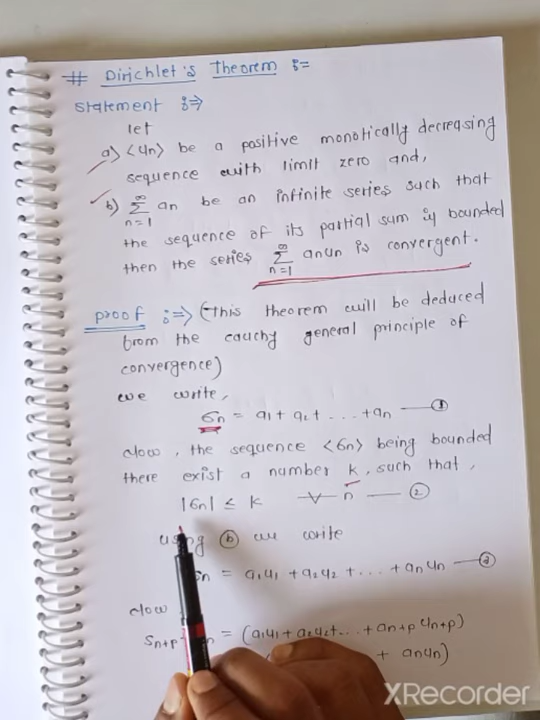 # Dirichlet's Theorem :-
Statement :⇒
let
a) <un> be a positive monotically decreasing
sequence with limit zero and,
b) ∞∑n=1 an be an infinite series such that
the sequence of its partial sum is bounded
then the series ∞∑n=1 anun is convergent.
proof :⇒ (This theorem will be deduced
from the cauchy general principle of
convergence)
we write,
σn = a1 + a2 + ... + an —— ①
Now, the sequence <σn> being bounded
there exist a number k, such that,
|σn| ≤ k ∀ n —— ②
using ⓑ we write
= a1u1 + a2u2 + ... + anun —— ③
Now
Sn+p = (a1u1 + a2u2 + ... + an+p un+p)
+ anun)
XRecorder